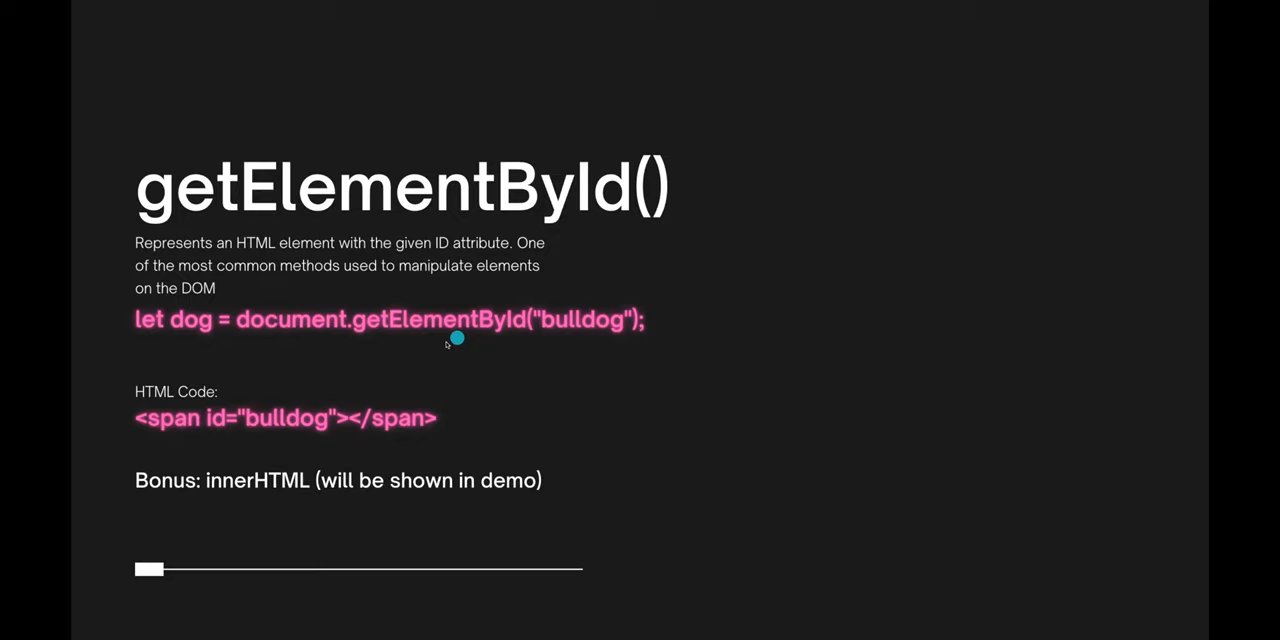 getElementById()
Represents an HTML element with the given ID attribute. One
of the most common methods used to manipulate elements
on the DOM
let dog = document.getElementById("bulldog");
HTML Code:
<span id="bulldog"></span>
Bonus: innerHTML (will be shown in demo)